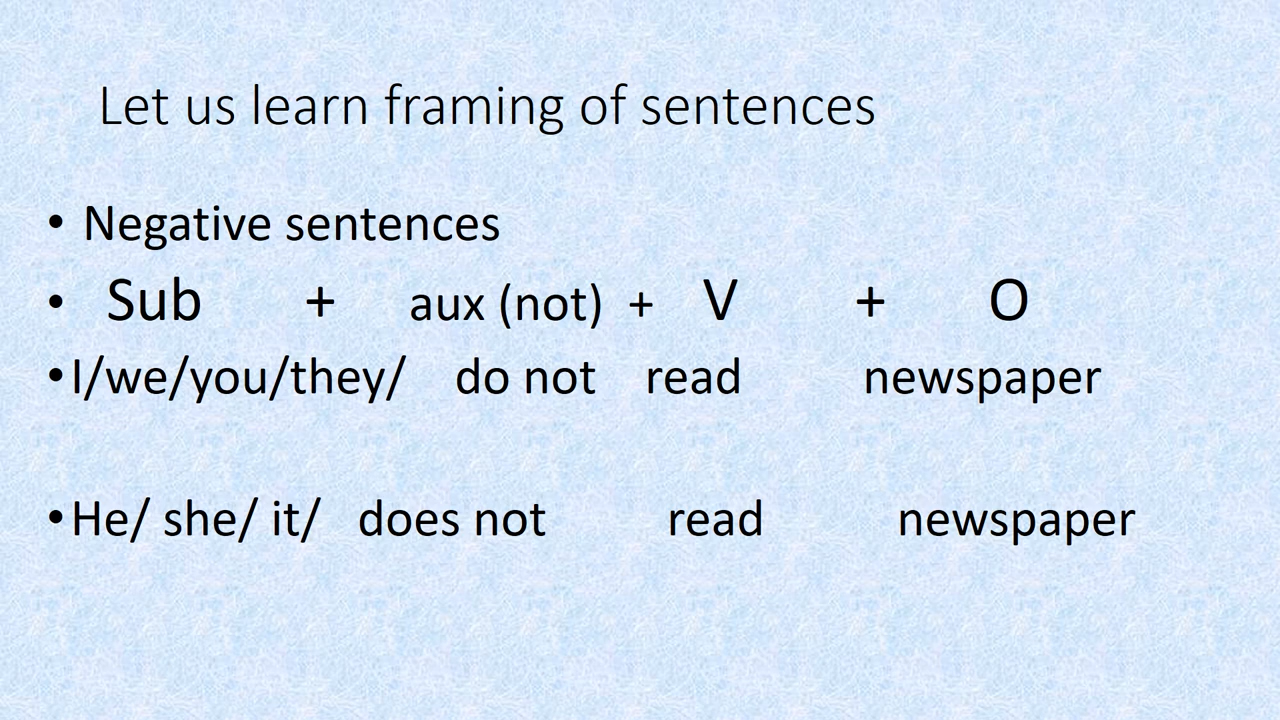 Let us learn framing of sentences
• Negative sentences
• Sub + aux (not) + V + O
• I/we/you/they/ do not read newspaper
• He/ she/ it/ does not read newspaper